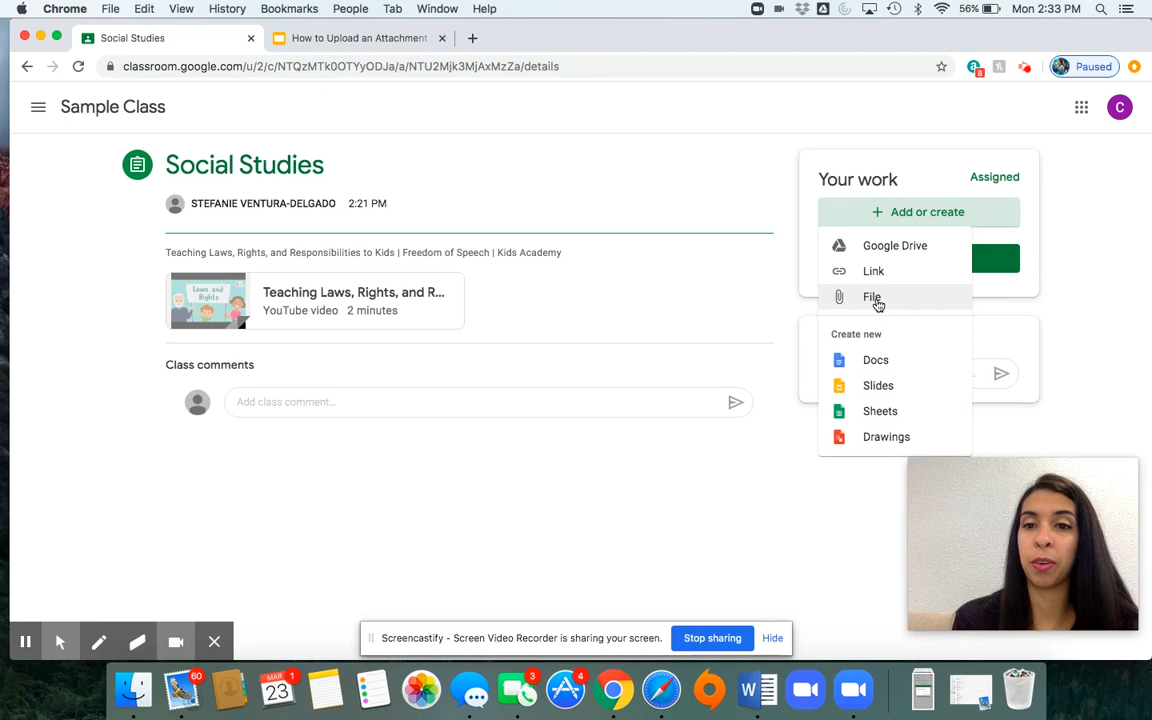 Chrome File Edit View History Bookmarks People Tab Window Help 56% Mon 2:33 PM
Social Studies How to Upload an Attachment
classroom.google.com/u/2/c/NTQzMTk0OTYyODJa/a/NTU2Mjk3MjAxMzZa/details 8 Paused
Sample Class C
Social Studies
STEFANIE VENTURA-DELGADO 2:21 PM
Teaching Laws, Rights, and Responsibilities to Kids | Freedom of Speech | Kids Academy
Laws and
Rights
Teaching Laws, Rights, and R...
YouTube video 2 minutes
Class comments
Add class comment...
Your work Assigned
+ Add or create
Google Drive
Link
File
Create new
Docs
Slides
Sheets
Drawings
Screencastify - Screen Video Recorder is sharing your screen. Stop sharing Hide
60 MAR 1 3 4
23 W